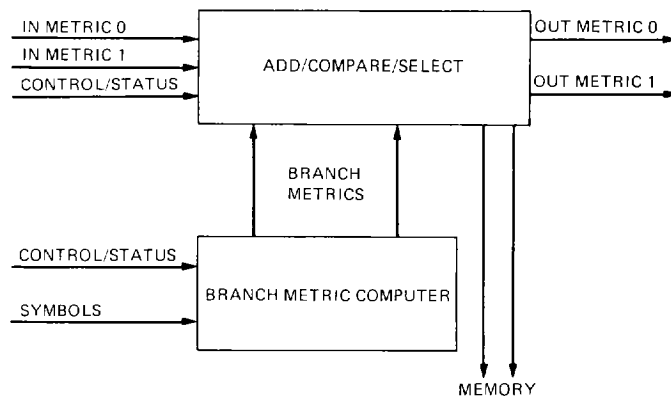 IN METRIC 0
IN METRIC 1
CONTROL/STATUS
ADD/COMPARE/SELECT
OUT METRIC 0
OUT METRIC 1
BRANCH
METRICS
CONTROL/STATUS
SYMBOLS
BRANCH METRIC COMPUTER
MEMORY